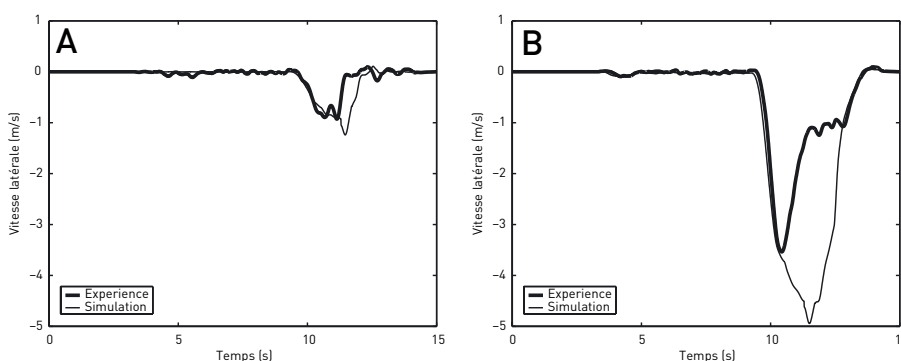 A
1
0
−1
−2
−3
−4
−5
Vitesse latérale (m/s)
Experience
Simulation
0
5
10
15
Temps (s)
B
1
0
−1
−2
−3
−4
−5
Vitesse latérale (m/s)
Experience
Simulation
0
5
10
1
Temps (s)